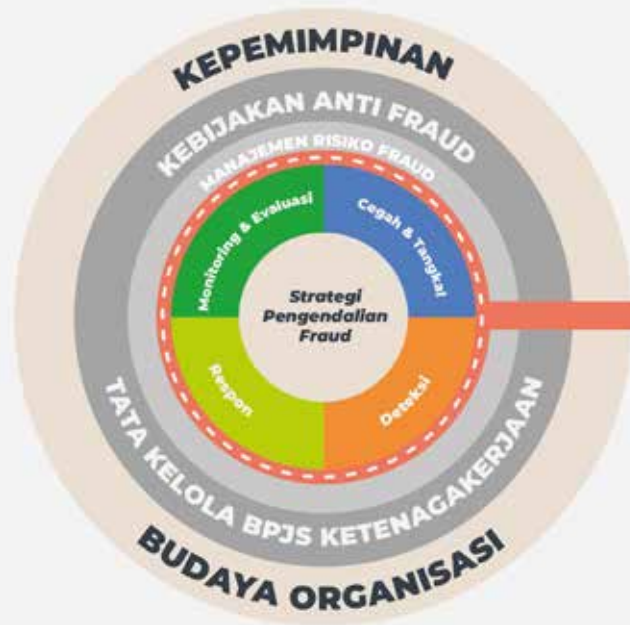 KEPEMIMPINAN
KEBIJAKAN ANTI FRAUD
MANAJEMEN RISIKO FRAUD
Monitoring & Evaluasi
Cegah & Tangkal
Strategi
Pengendalian
Fraud
Respon
Deteksi
TATA KELOLA BPJS KETENAGAKERJAAN
BUDAYA ORGANISASI